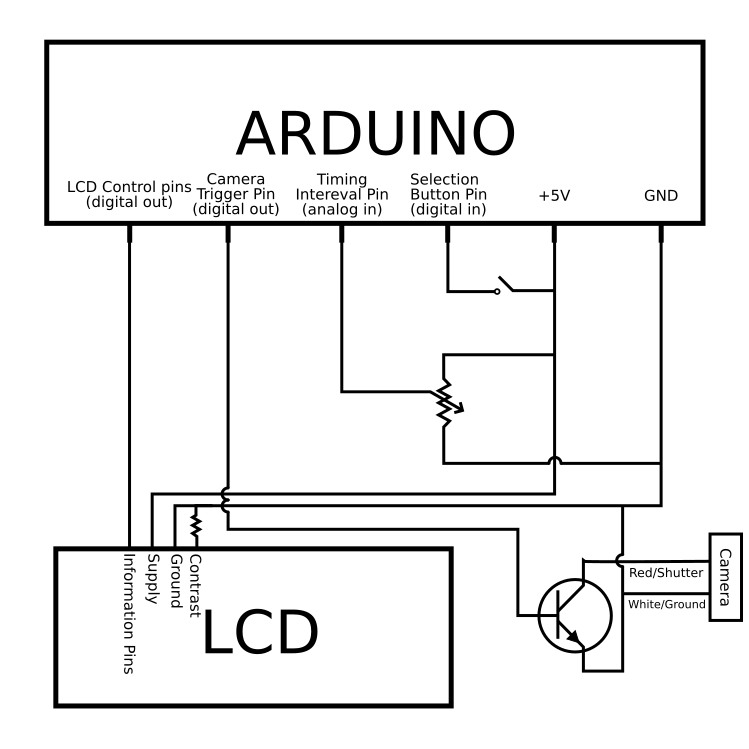 ARDUINO
LCD Control pins
(digital out)
Camera
Trigger Pin
(digital out)
Timing
Intereval Pin
(analog in)
Selection
Button Pin
(digital in)
+5V
GND
Information Pins
Supply
Ground
Contrast
LCD
Red/Shutter
White/Ground
Camera